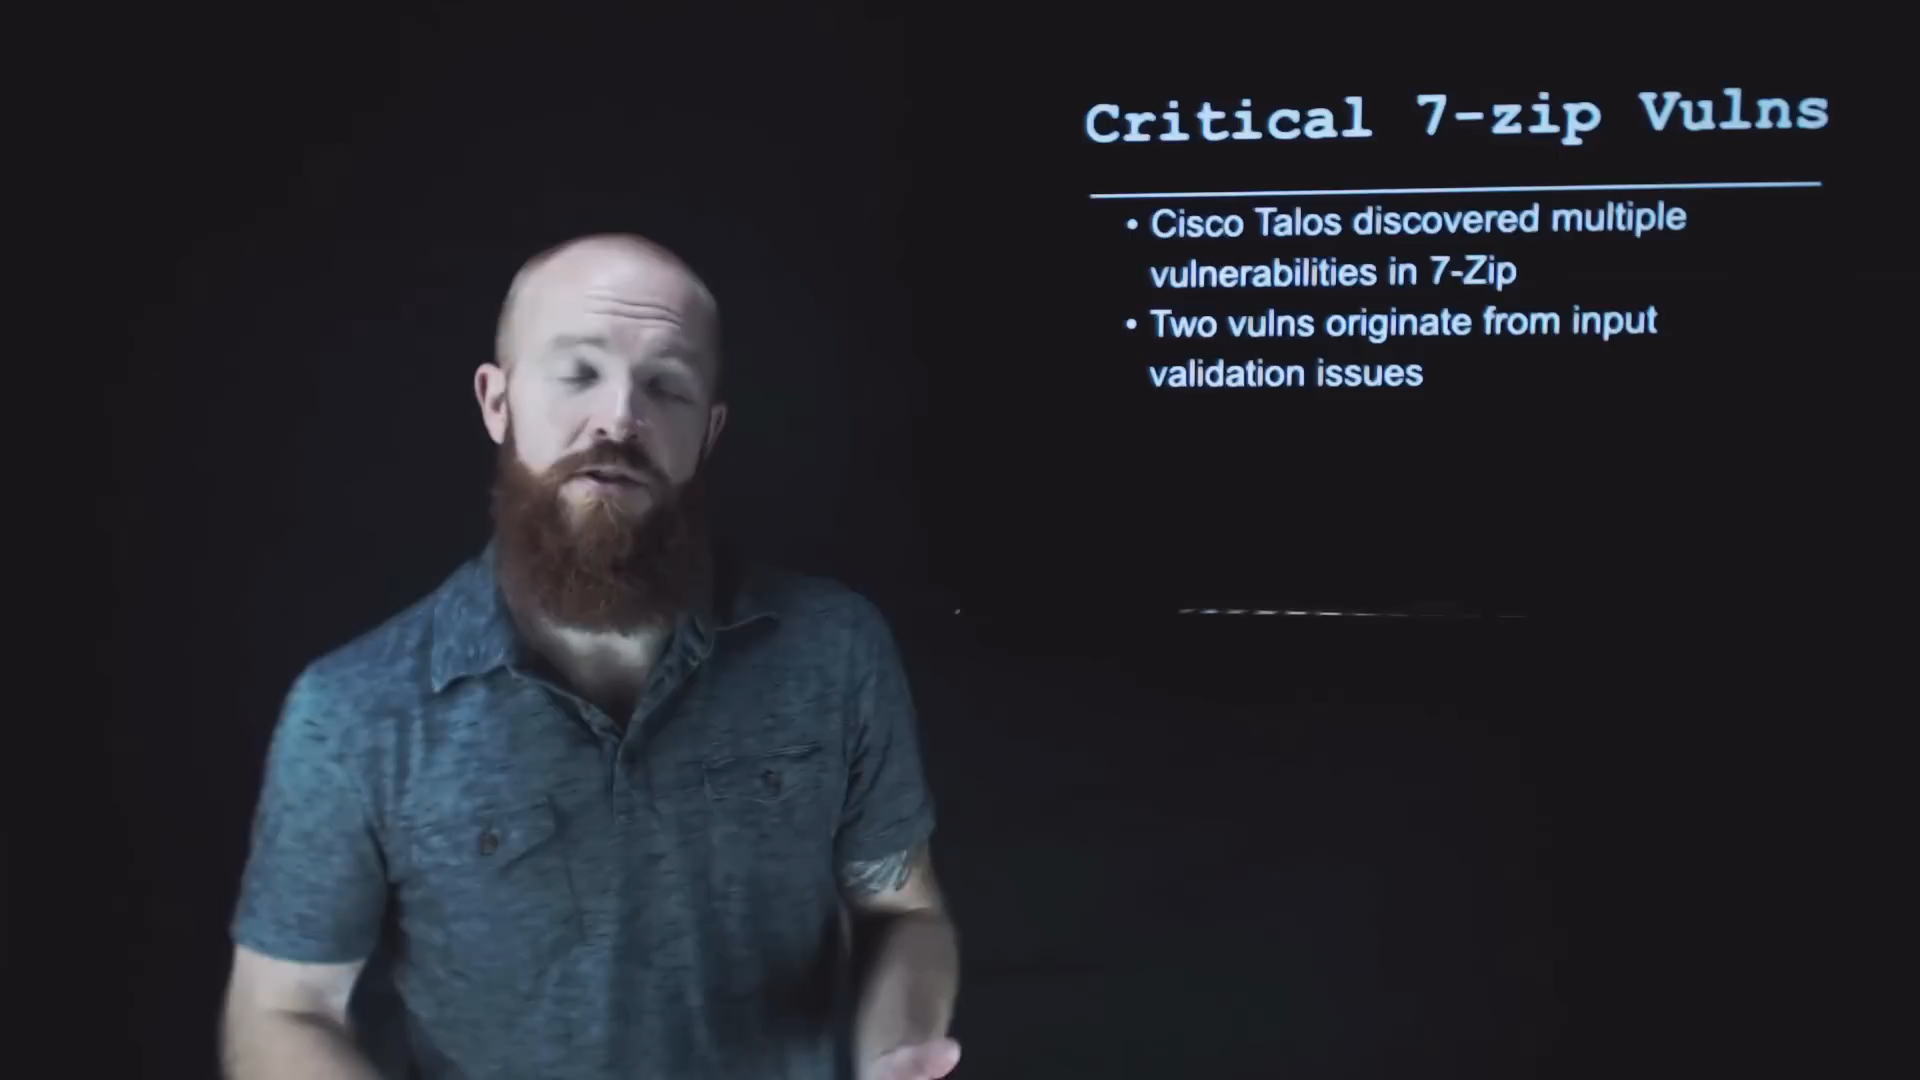 Critical 7-zip Vulns
• Cisco Talos discovered multiple
vulnerabilities in 7-Zip
• Two vulns originate from input
validation issues